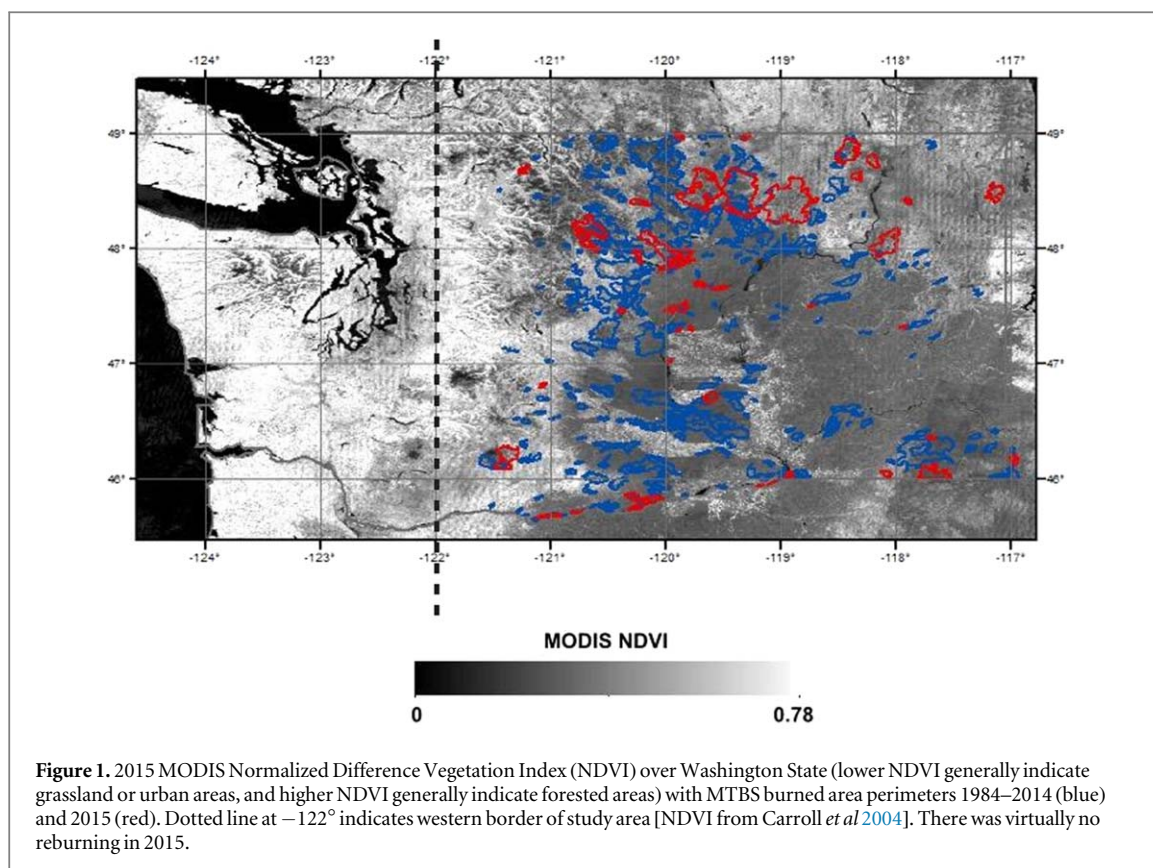 -124° -123° -122° -121° -120° -119° -118° -117°
49° 49°
48° 48°
47° 47°
46° 46°
-124° -123° -122° -121° -120° -119° -118° -117°
MODIS NDVI
0 0.78
Figure 1. 2015 MODIS Normalized Difference Vegetation Index (NDVI) over Washington State (lower NDVI generally indicate
grassland or urban areas, and higher NDVI generally indicate forested areas) with MTBS burned area perimeters 1984–2014 (blue)
and 2015 (red). Dotted line at −122° indicates western border of study area [NDVI from Carroll et al 2004]. There was virtually no
reburning in 2015.